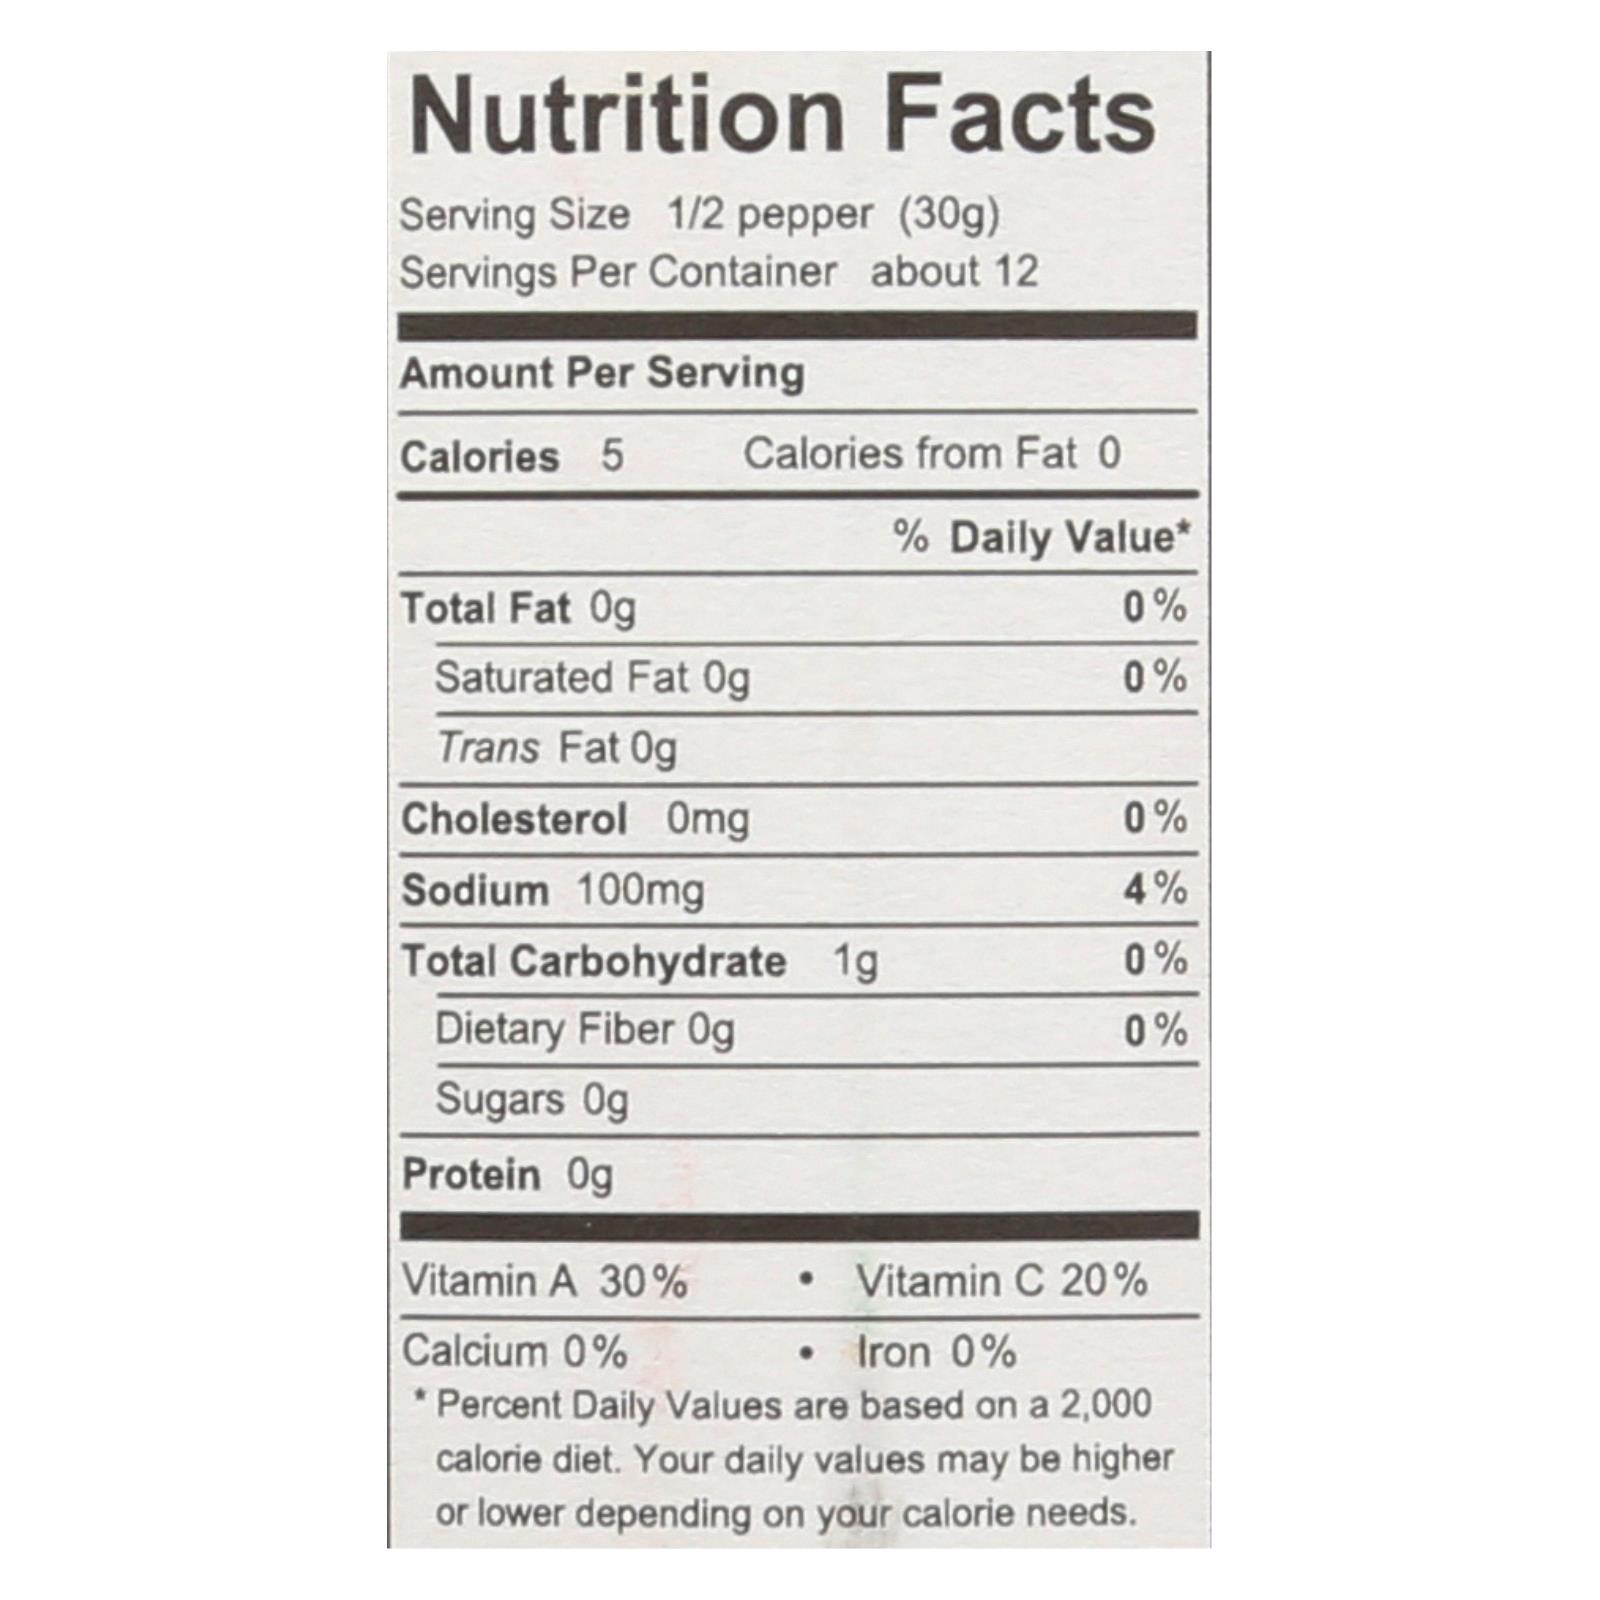 Nutrition Facts
Serving Size 1/2 pepper (30g)
Servings Per Container about 12
Amount Per Serving
Calories 5 Calories from Fat 0
% Daily Value*
Total Fat 0g 0%
Saturated Fat 0g 0%
Trans Fat 0g
Cholesterol 0mg 0%
Sodium 100mg 4%
Total Carbohydrate 1g 0%
Dietary Fiber 0g 0%
Sugars 0g
Protein 0g
Vitamin A 30% • Vitamin C 20%
Calcium 0% • Iron 0%
* Percent Daily Values are based on a 2,000
calorie diet. Your daily values may be higher
or lower depending on your calorie needs.